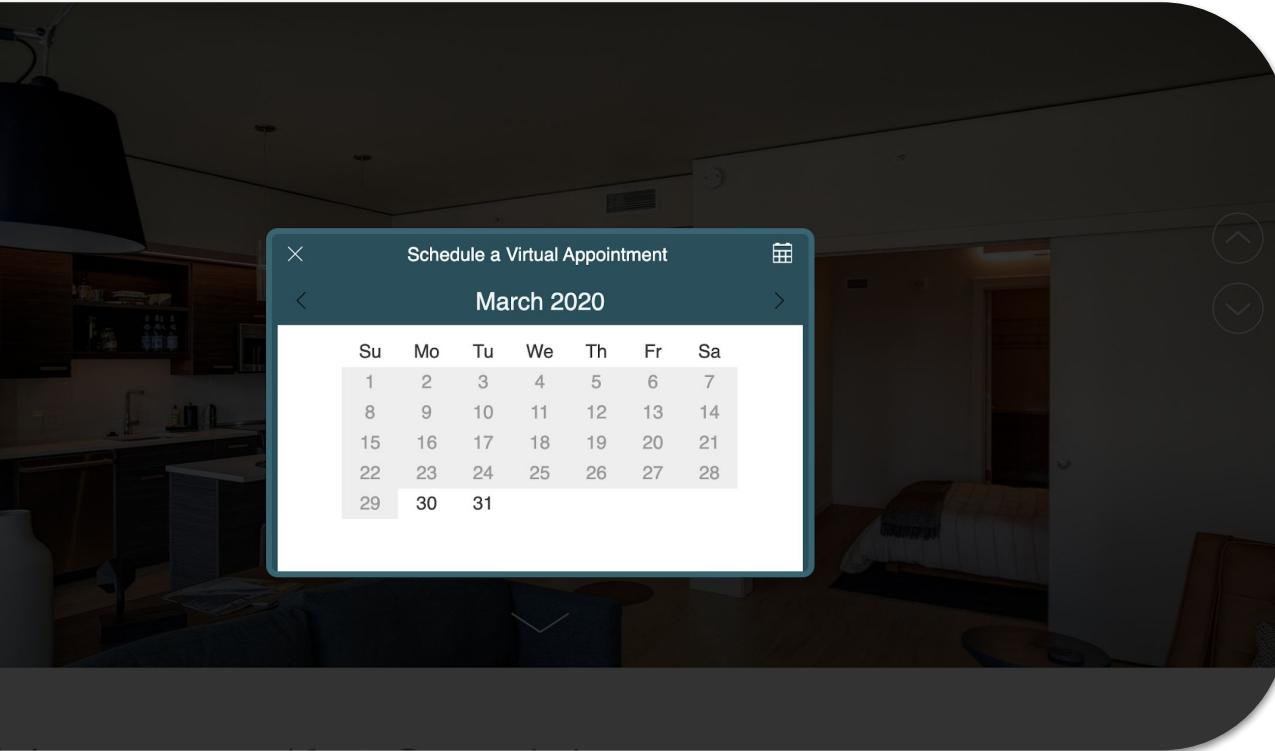 Schedule a Virtual Appointment
March 2020
Su Mo Tu We Th Fr Sa
1 2 3 4 5 6 7
8 9 10 11 12 13 14
15 16 17 18 19 20 21
22 23 24 25 26 27 28
29 30 31